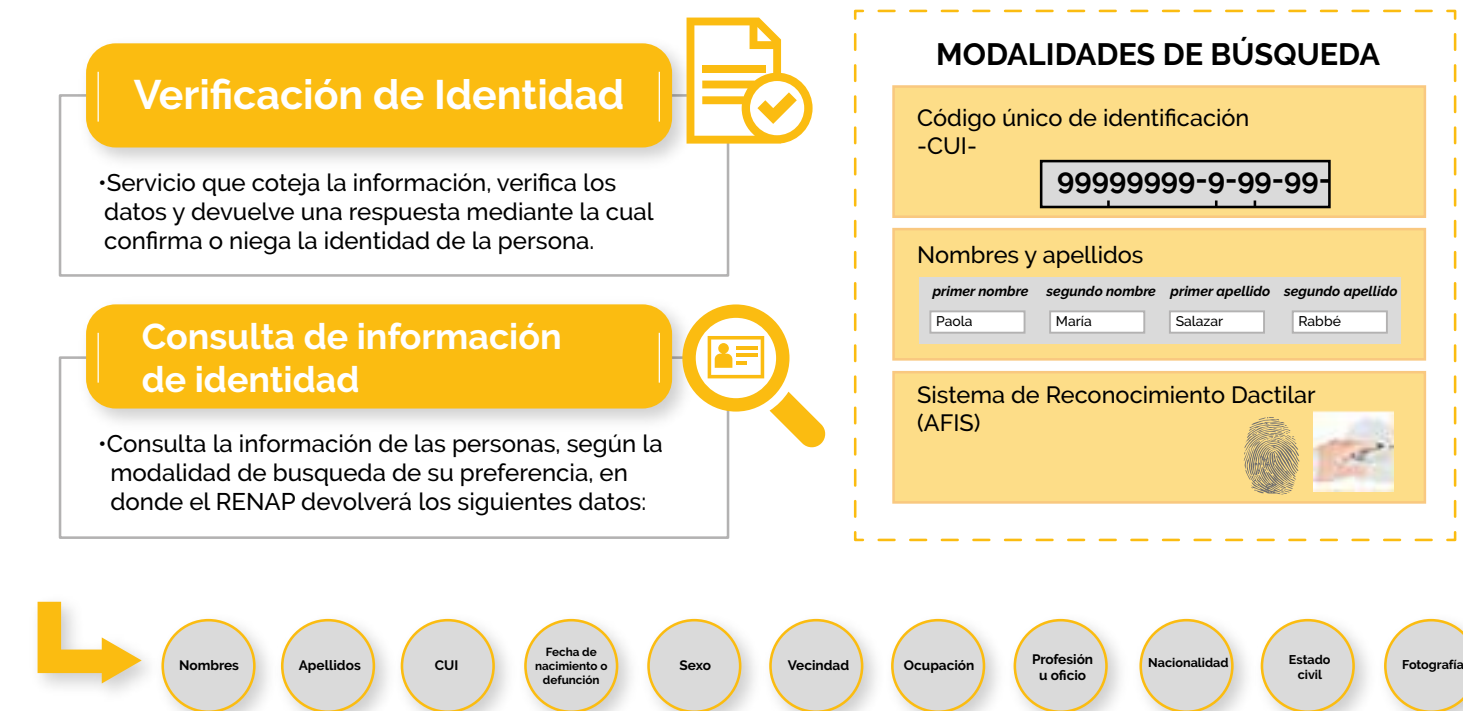 Verificación de Identidad
•Servicio que coteja la información, verifica los
datos y devuelve una respuesta mediante la cual
confirma o niega la identidad de la persona.
Consulta de información
de identidad
•Consulta la información de las personas, según la
modalidad de busqueda de su preferencia, en
donde el RENAP devolverá los siguientes datos:
MODALIDADES DE BÚSQUEDA
Código único de identificación
-CUI-
99999999-9-99-99-
Nombres y apellidos
primer nombre segundo nombre primer apellido segundo apellido
Paola María Salazar Rabbé
Sistema de Reconocimiento Dactilar
(AFIS)
Nombres
Apellidos
CUI
Fecha de
nacimiento o
defunción
Sexo
Vecindad
Ocupación
Profesión
u oficio
Nacionalidad
Estado
civil
Fotografía